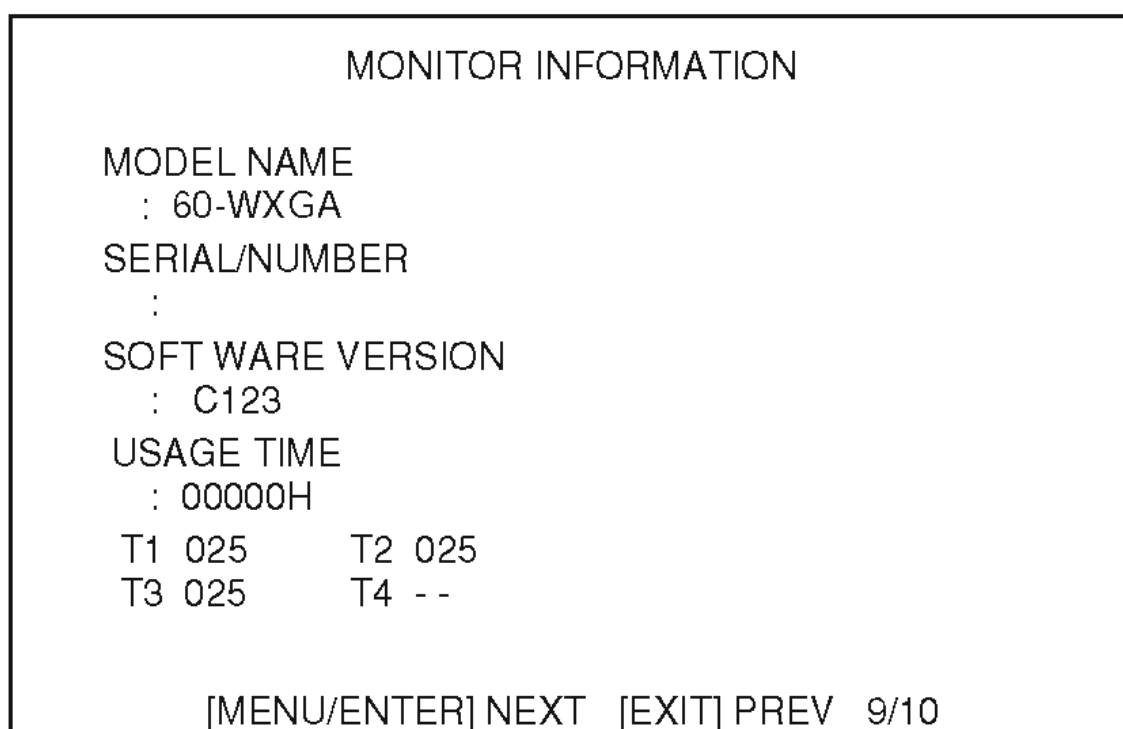 MONITOR INFORMATION
MODEL NAME
: 60-WXGA
SERIAL/NUMBER
:
SOFT WARE VERSION
: C123
USAGE TIME
: 00000H
T1 025 T2 025
T3 025 T4 - -
[MENU/ENTER] NEXT [EXIT] PREV 9/10